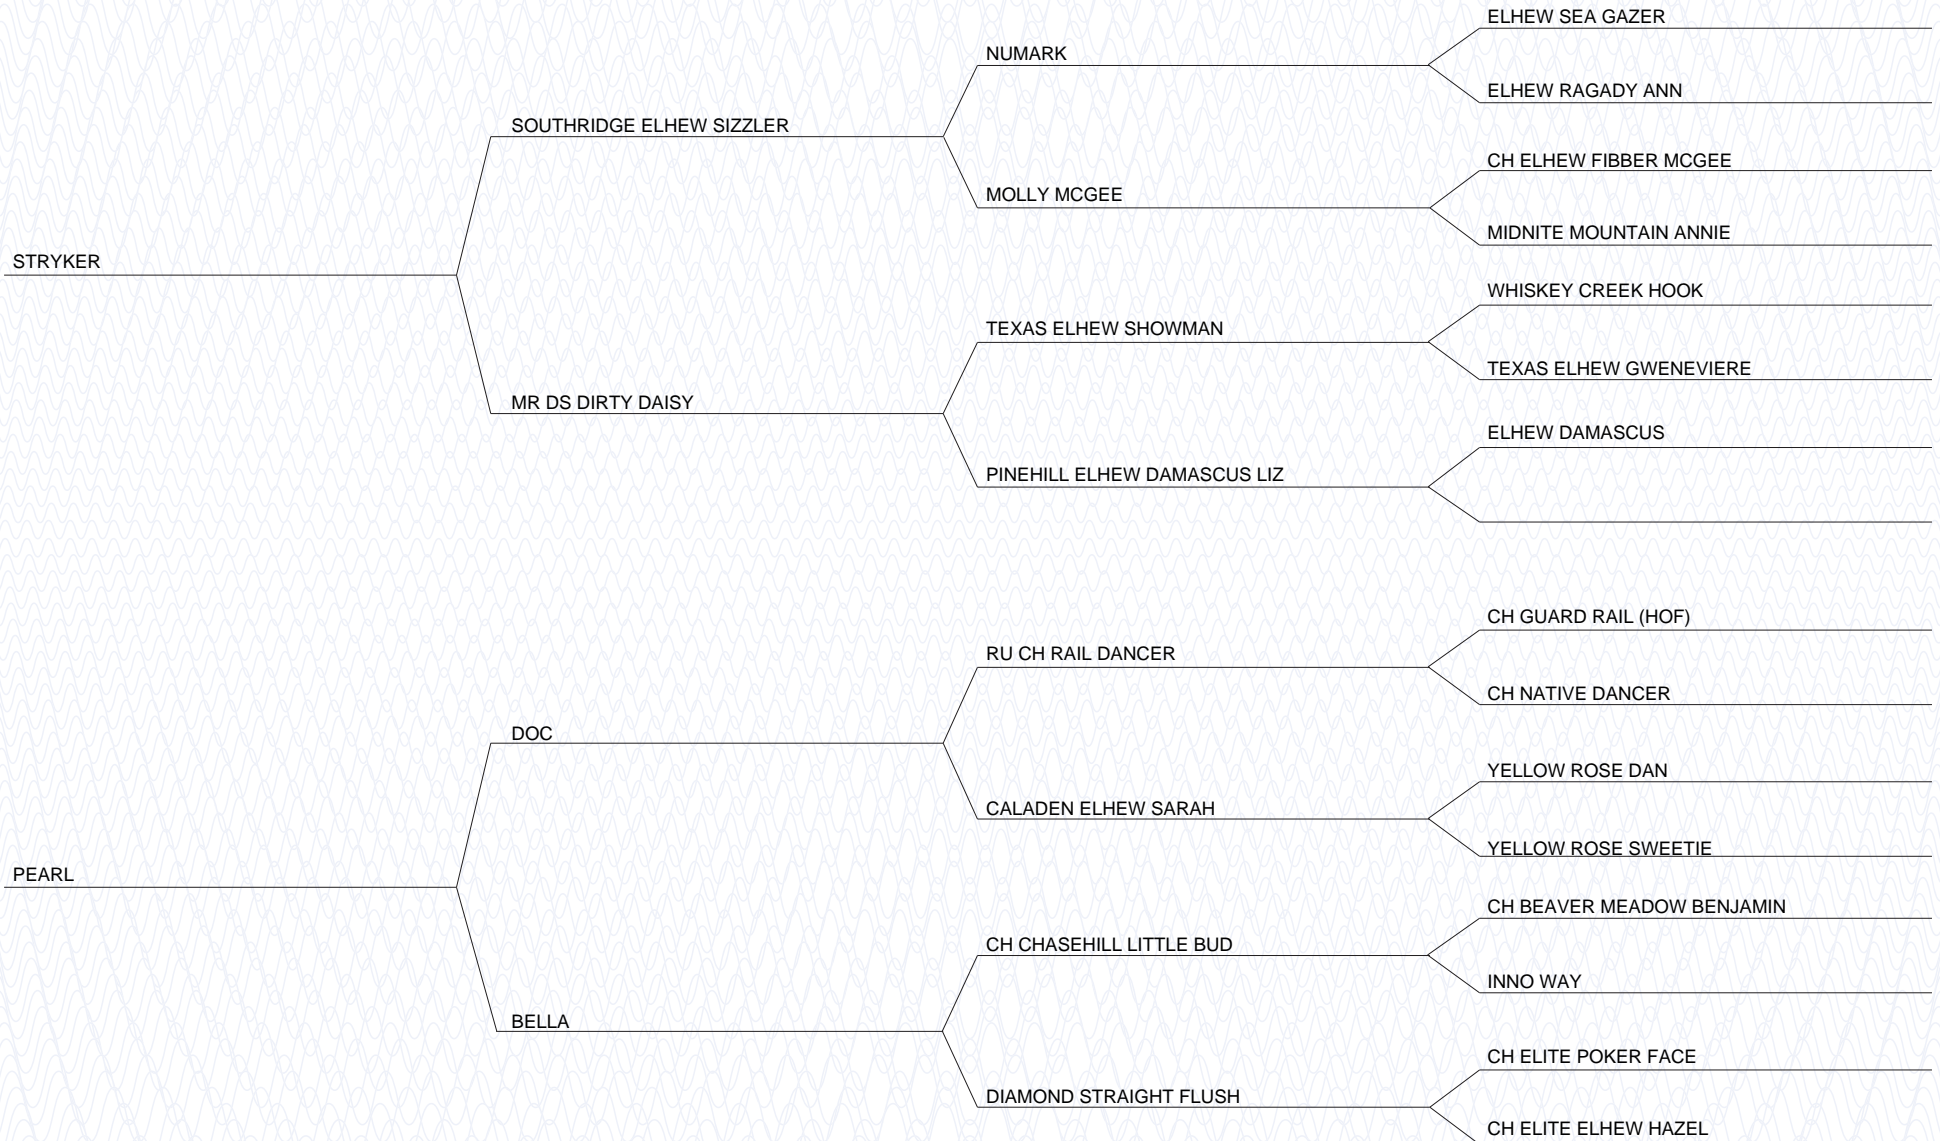 ELHEW SEA GAZER
NUMARK
ELHEW RAGADY ANN
SOUTHRIDGE ELHEW SIZZLER
CH ELHEW FIBBER MCGEE
MOLLY MCGEE
MIDNITE MOUNTAIN ANNIE
STRYKER
WHISKEY CREEK HOOK
TEXAS ELHEW SHOWMAN
TEXAS ELHEW GWENEVIERE
MR DS DIRTY DAISY
ELHEW DAMASCUS
PINEHILL ELHEW DAMASCUS LIZ
CH GUARD RAIL (HOF)
RU CH RAIL DANCER
CH NATIVE DANCER
DOC
YELLOW ROSE DAN
CALADEN ELHEW SARAH
YELLOW ROSE SWEETIE
PEARL
CH BEAVER MEADOW BENJAMIN
CH CHASEHILL LITTLE BUD
INNO WAY
BELLA
CH ELITE POKER FACE
DIAMOND STRAIGHT FLUSH
CH ELITE ELHEW HAZEL